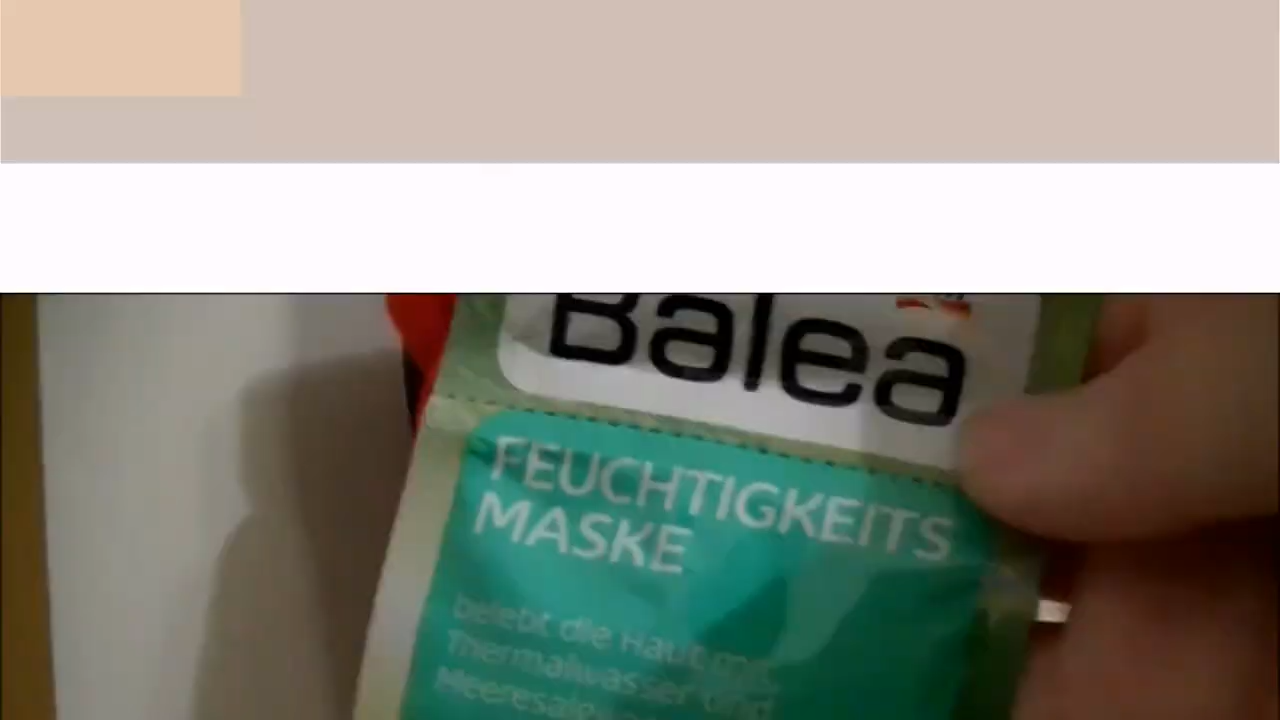 Balea
FEUCHTIGKEITS
MASKE
belebt die Haut mit
Thermalwasser und